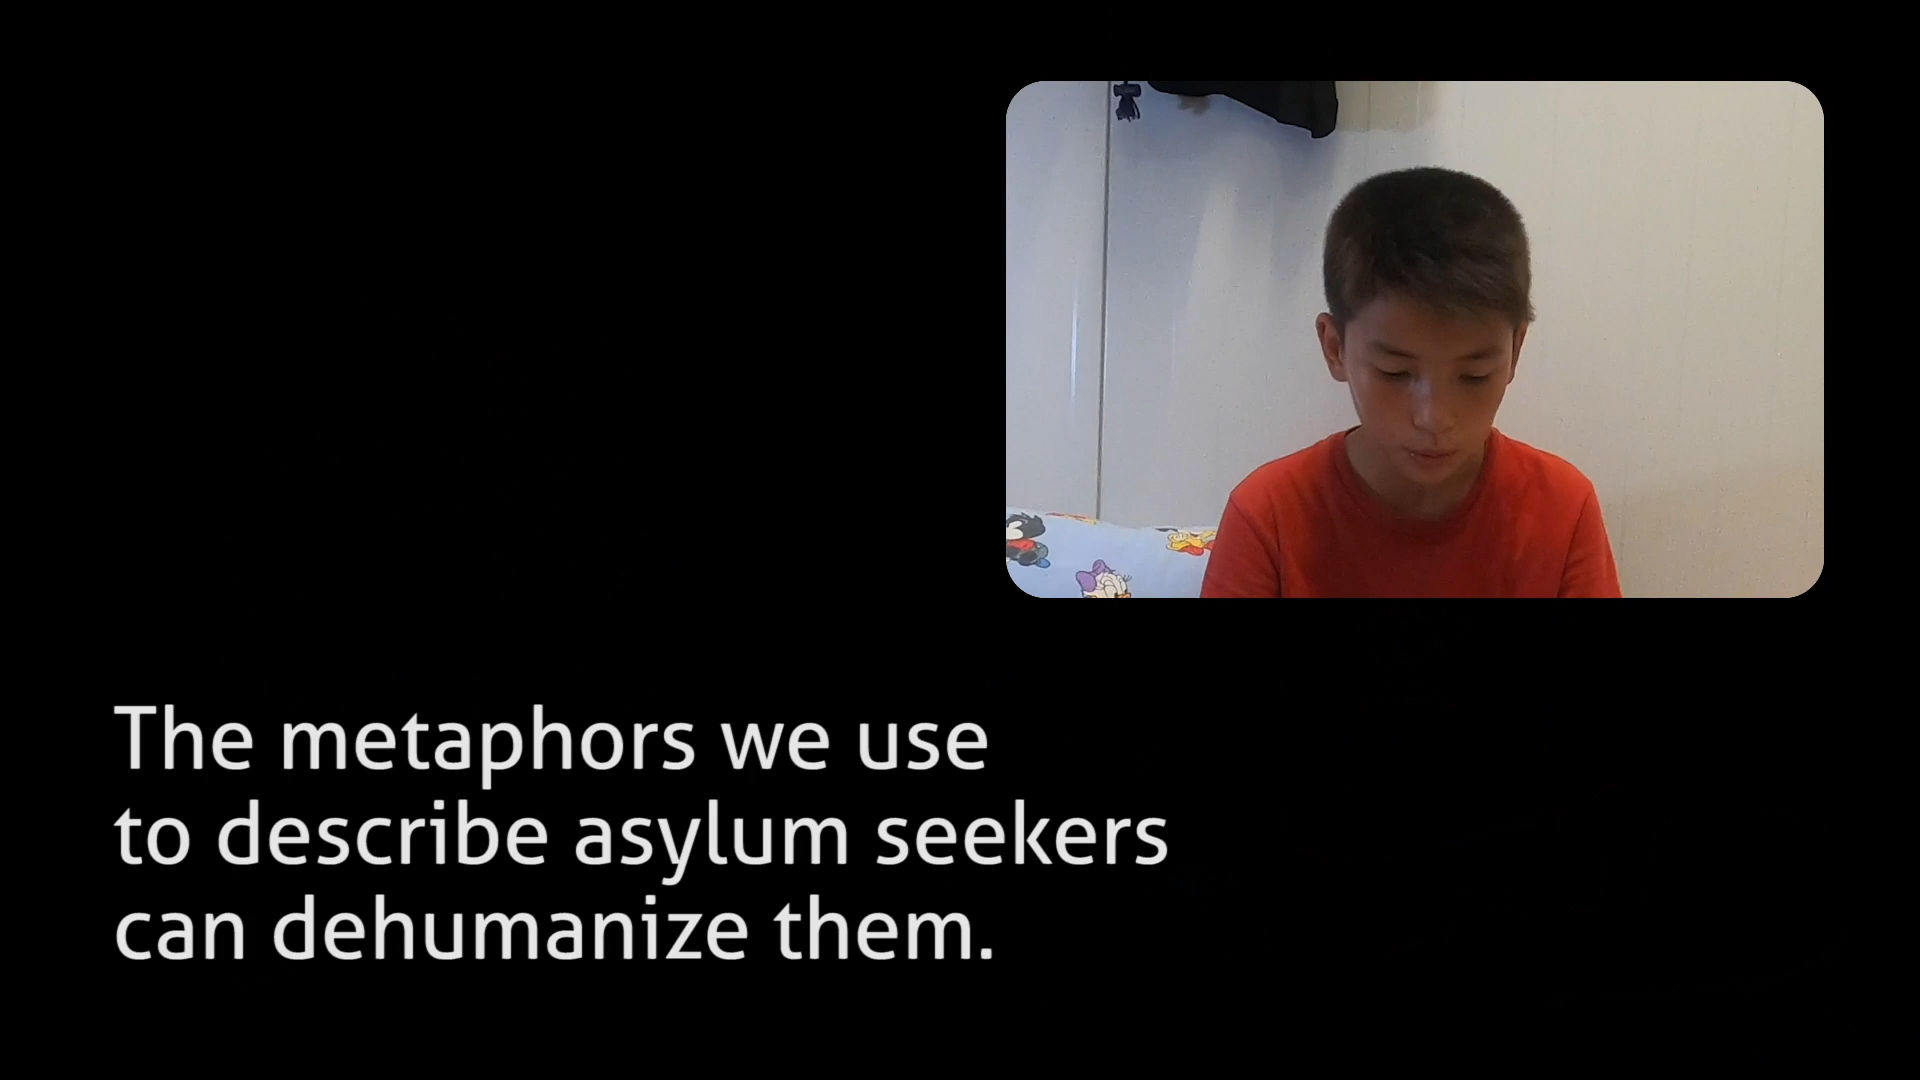 The metaphors we use
to describe asylum seekers
can dehumanize them.